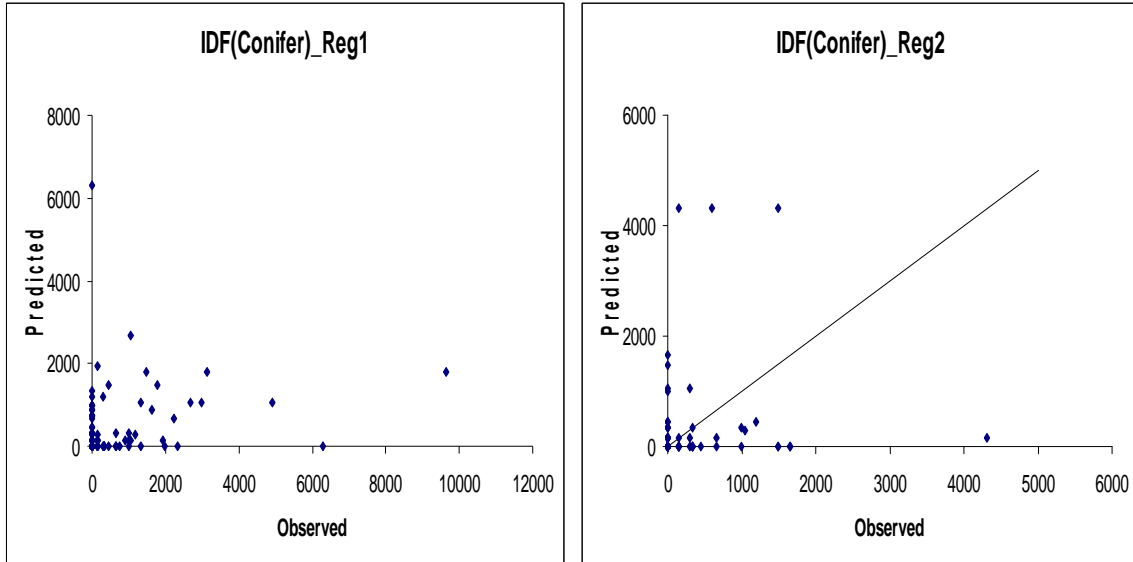 IDF(Conifer)_Reg1
8000
6000
4000
2000
0
Predicted
0 2000 4000 6000 8000 10000 12000
Observed
IDF(Conifer)_Reg2
6000
4000
2000
0
Predicted
0 1000 2000 3000 4000 5000 6000
Observed